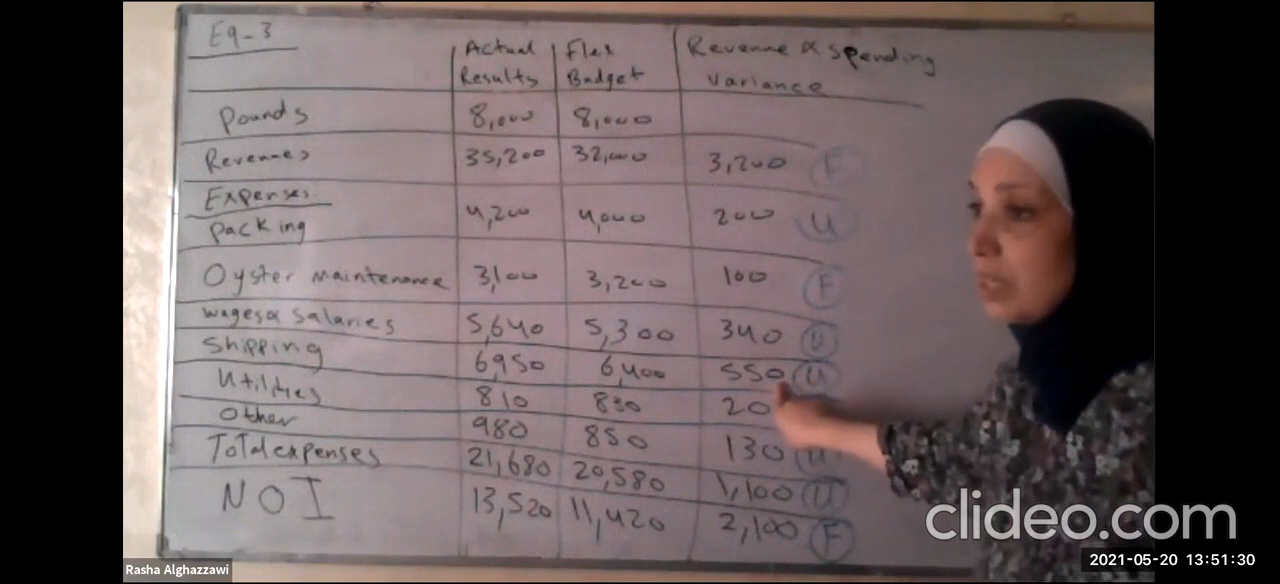 E9-3
Actual Results
Flex Budget
Revenue & spending Variance
Pounds 8,000 8,000
Revenues 35,200 32,000 3,200 F
Expenses
Packing 4,200 4,000 200 U
Oyster maintenance 3,100 3,200 100 F
wages & Salaries 5,640 5,300 340 U
Shipping 6,950 6,400 550 U
Utilities 810 830 20
Other 980 850 130 U
Total expenses 21,680 20,580 1,100 U
NOI 13,520 11,420 2,100 F
clideo.com
2021-05-20 13:51:30
Rasha Alghazzawi